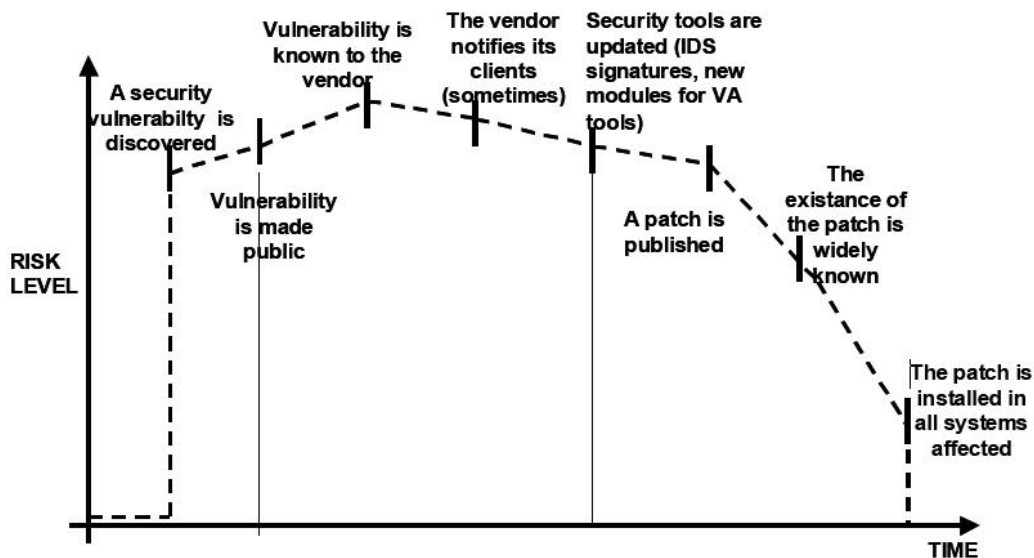 Vulnerability is
known to the
vendor
The vendor
notifies its
clients
(sometimes)
Security tools are
updated (IDS
signatures, new
modules for VA
tools)
A security
vulnerabilty is
discovered
Vulnerability
is made
public
A patch is
published
The
existance of
the patch is
widely
known
RISK
LEVEL
The patch is
installed in
all systems
affected
TIME